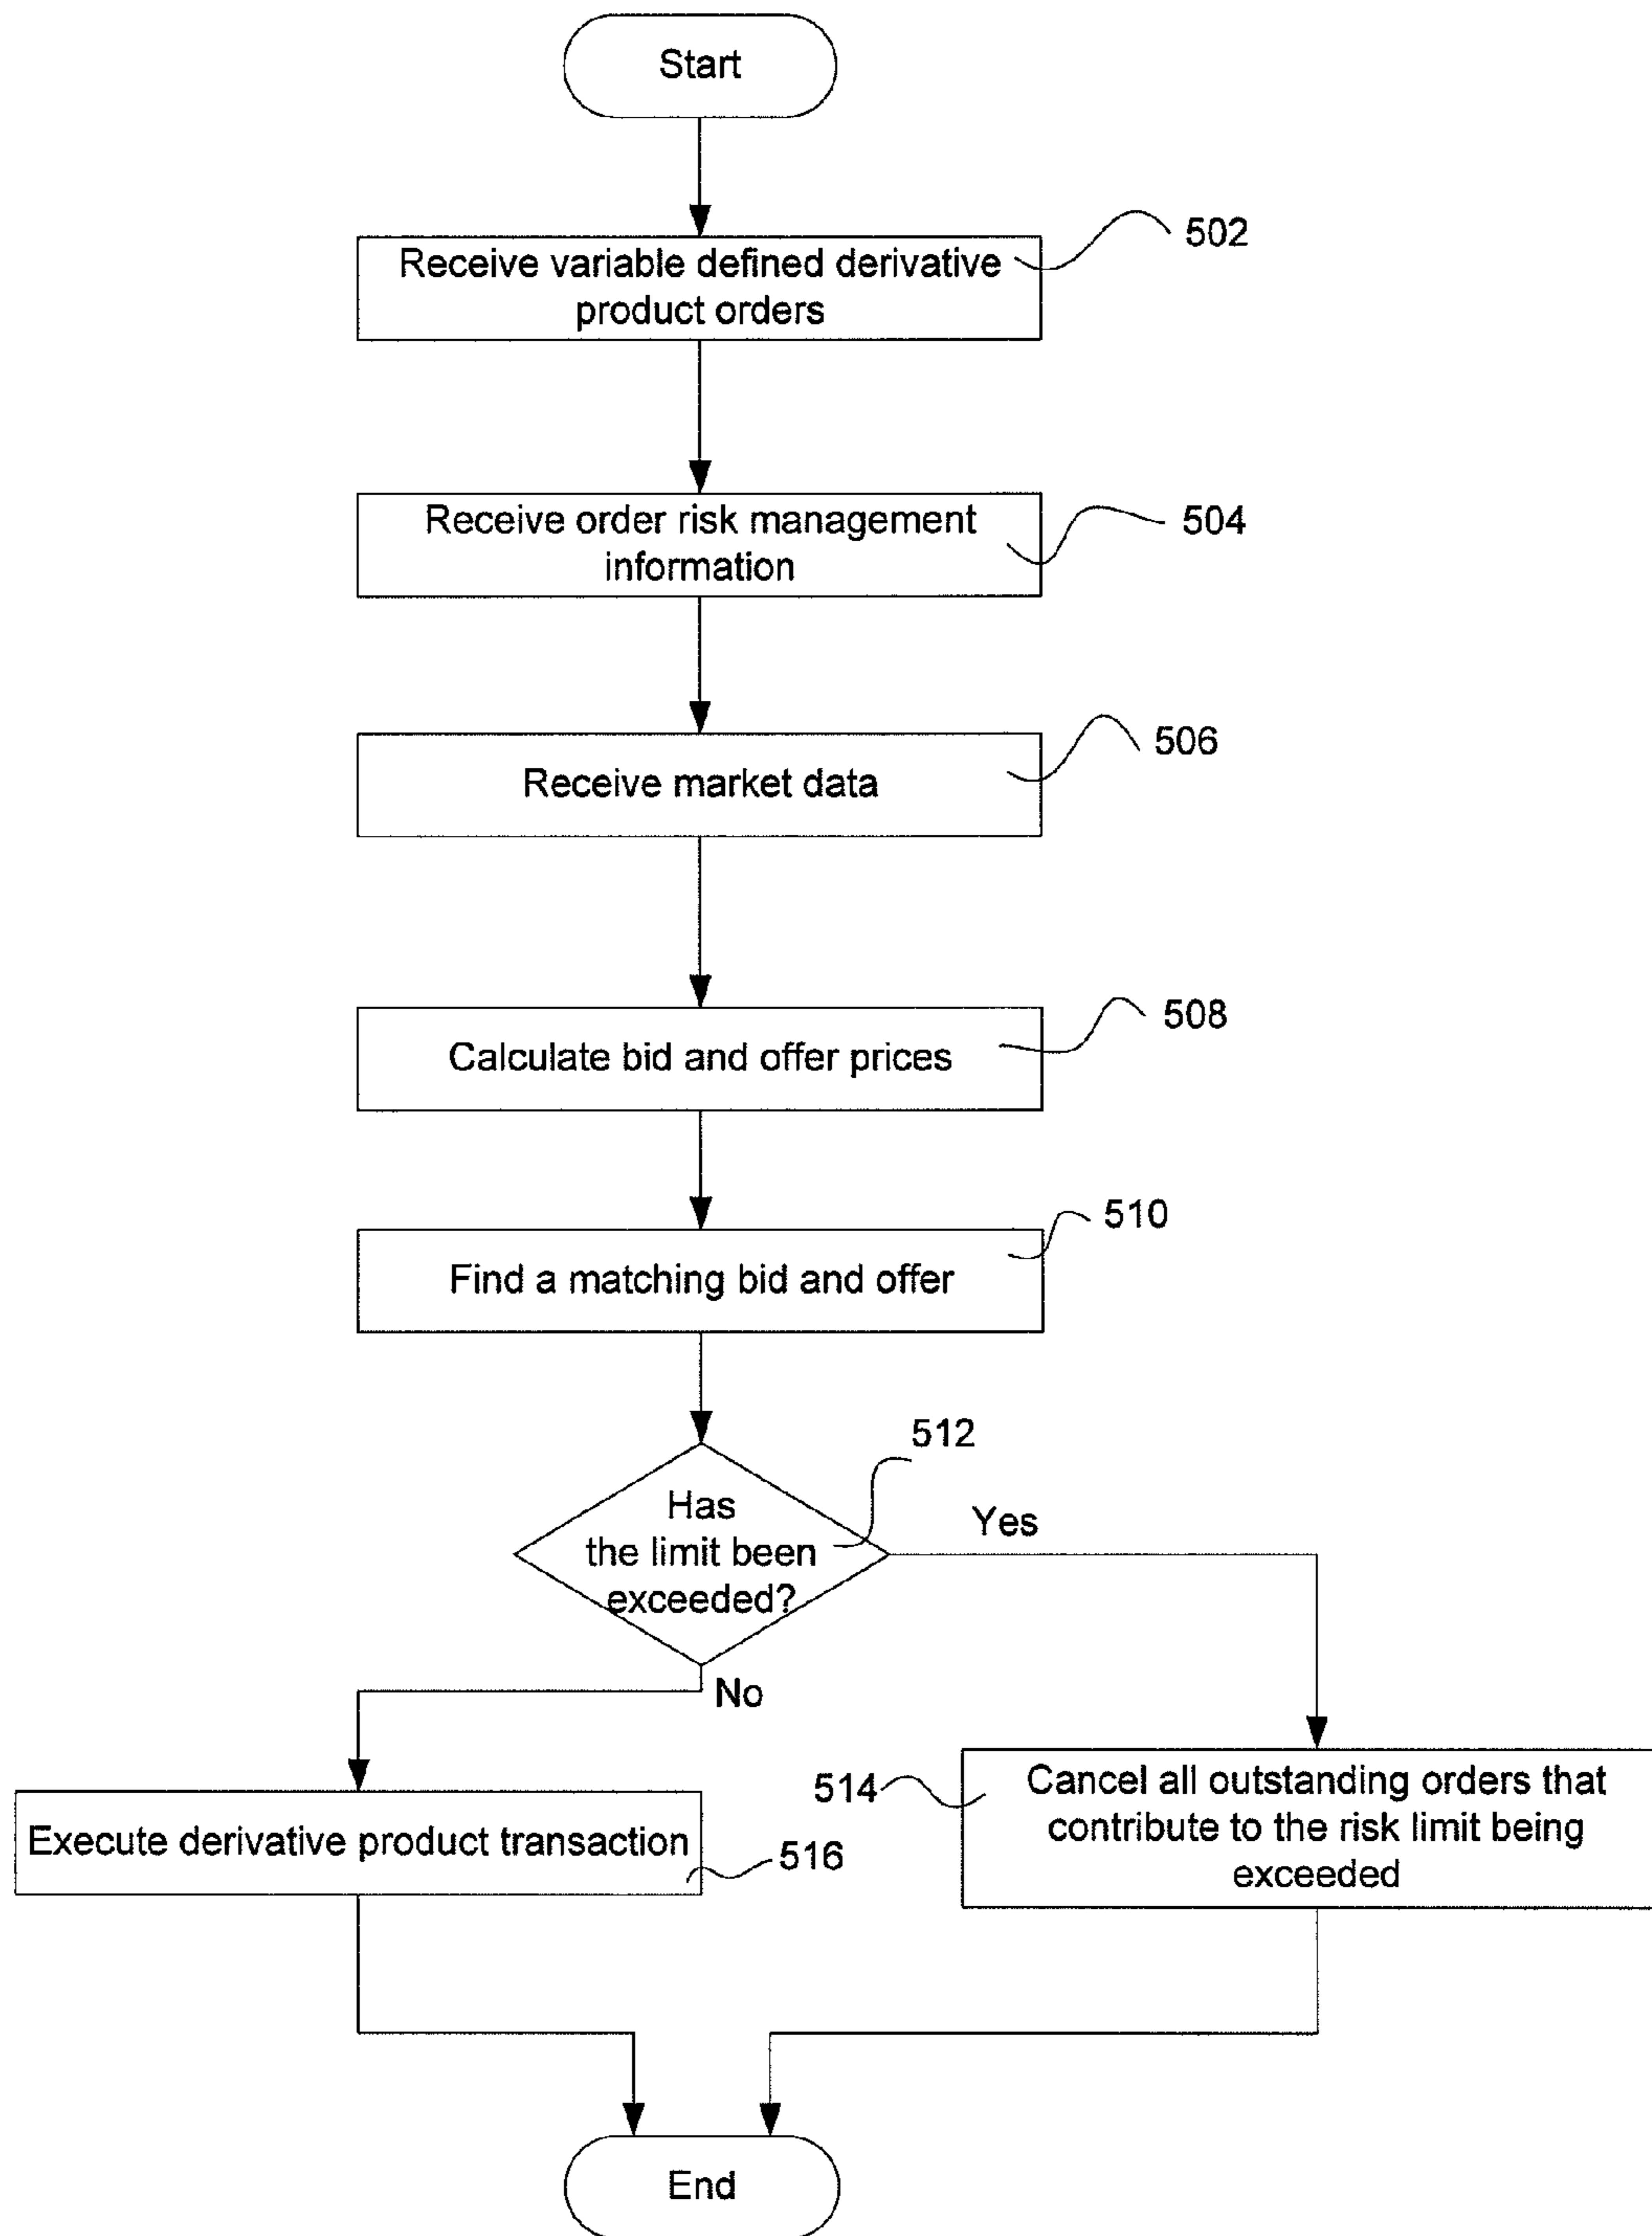 Start
502
Receive variable defined derivative
product orders
504
Receive order risk management
information
506
Receive market data
508
Calculate bid and offer prices
510
Find a matching bid and offer
512
Has
the limit been
exceeded?
Yes
No
514
Cancel all outstanding orders that
contribute to the risk limit being
exceeded
Execute derivative product transaction
516
End